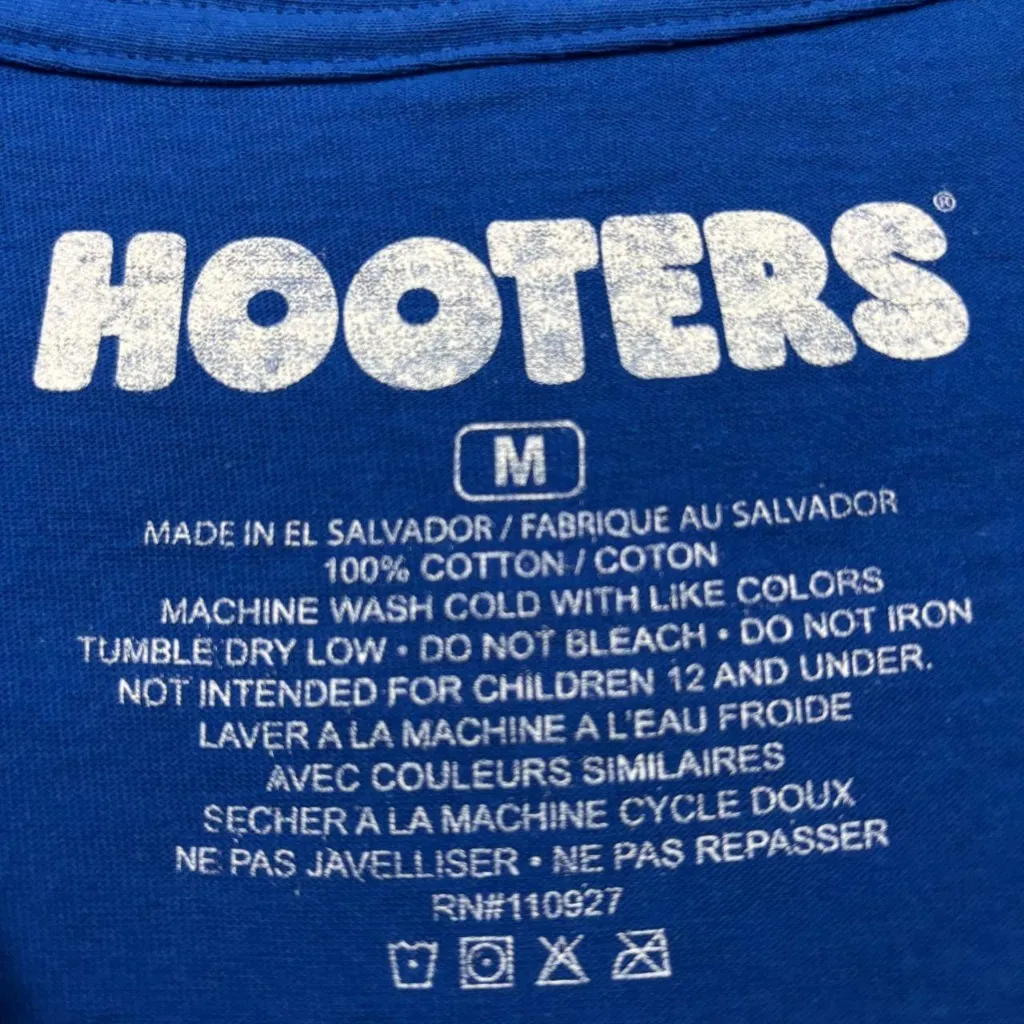 HOOTERS®
M
MADE IN EL SALVADOR / FABRIQUE AU SALVADOR
100% COTTON / COTON
MACHINE WASH COLD WITH LIKE COLORS
TUMBLE DRY LOW • DO NOT BLEACH • DO NOT IRON
NOT INTENDED FOR CHILDREN 12 AND UNDER.
LAVER A LA MACHINE A L'EAU FROIDE
AVEC COULEURS SIMILAIRES
SECHER A LA MACHINE CYCLE DOUX
NE PAS JAVELLISER • NE PAS REPASSER
RN#110927